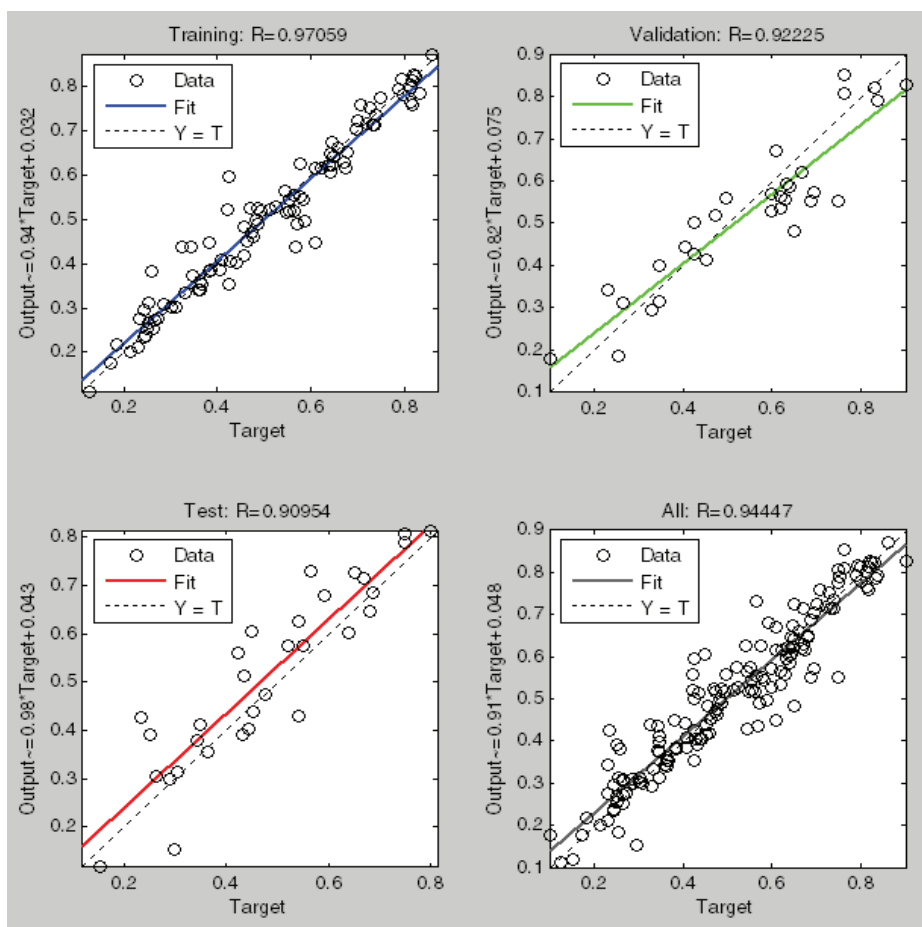 Training: R=0.97059
Output~=0.94*Target+0.032
0.8
0.7
0.6
0.5
0.4
0.3
0.2
Data
Fit
Y = T
0.2 0.4 0.6 0.8
Target
Validation: R=0.92225
Output~=0.82*Target+0.075
0.9
0.8
0.7
0.6
0.5
0.4
0.3
0.2
0.1
Data
Fit
Y = T
0.2 0.4 0.6 0.8
Target
Test: R=0.90954
Output~=0.98*Target+0.043
0.8
0.7
0.6
0.5
0.4
0.3
0.2
Data
Fit
Y = T
0.2 0.4 0.6 0.8
Target
All: R=0.94447
Output~=0.91*Target+0.048
0.9
0.8
0.7
0.6
0.5
0.4
0.3
0.2
0.1
Data
Fit
Y = T
0.2 0.4 0.6 0.8
Target